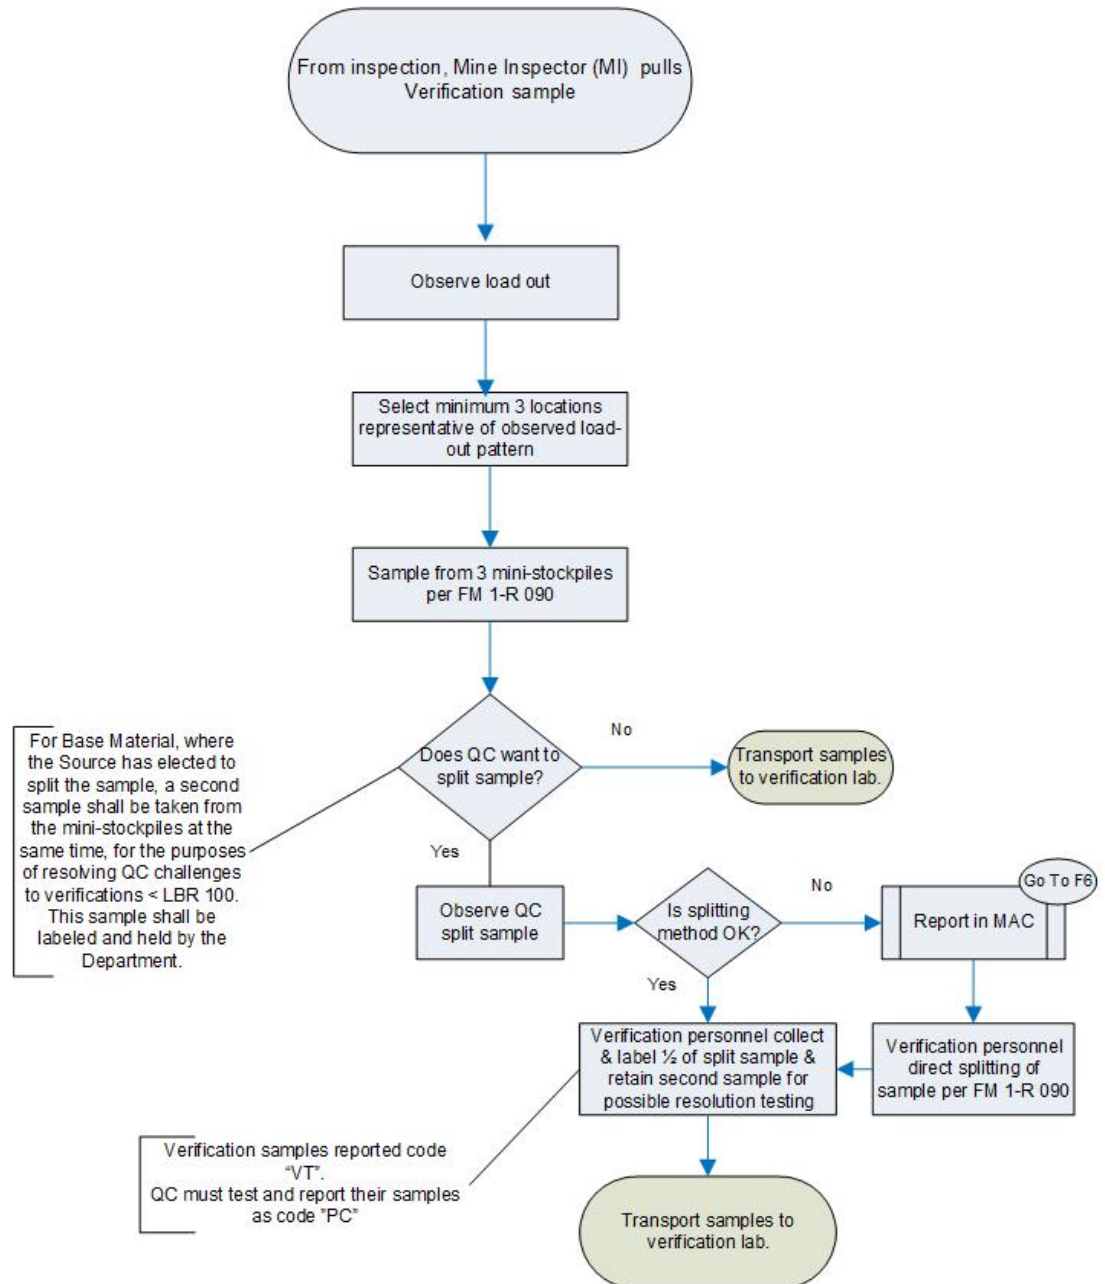 From inspection, Mine Inspector (MI) pulls
Verification sample
Observe load out
Select minimum 3 locations
representative of observed load-
out pattern
Sample from 3 mini-stockpiles
per FM 1-R 090
Does QC want to
split sample?
No
Transport samples
to verification lab.
For Base Material, where
the Source has elected to
split the sample, a second
sample shall be taken from
the mini-stockpiles at the
same time, for the purposes
of resolving QC challenges
to verifications < LBR 100.
This sample shall be
labeled and held by the
Department.
Yes
Observe QC
split sample
Is splitting
method OK?
No
Go To F6
Report in MAC
Yes
Verification personnel collect
& label ½ of split sample &
retain second sample for
possible resolution testing
Verification personnel
direct splitting of
sample per FM 1-R 090
Verification samples reported code
“VT”.
QC must test and report their samples
as code ”PC”
Transport samples to
verification lab.